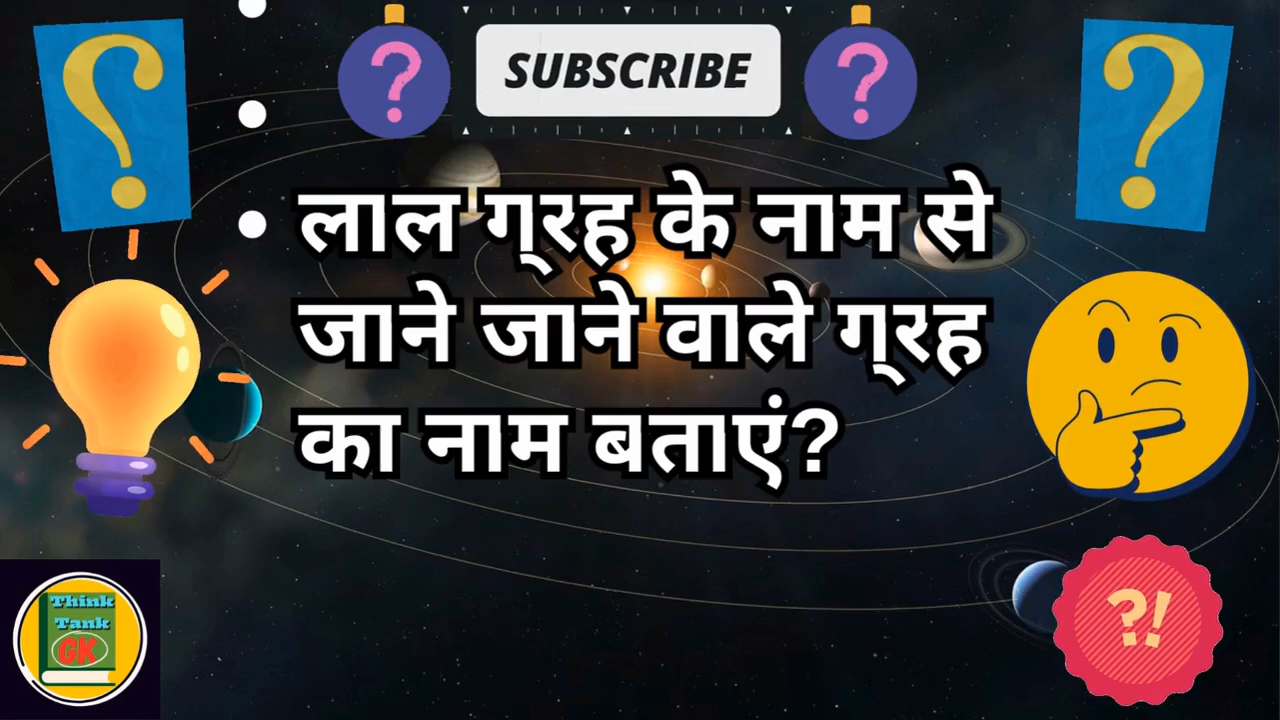 SUBSCRIBE
लाल ग्रह के नाम से
जाने जाने वाले ग्रह
का नाम बताएं?
Think
Tank
GK
?!